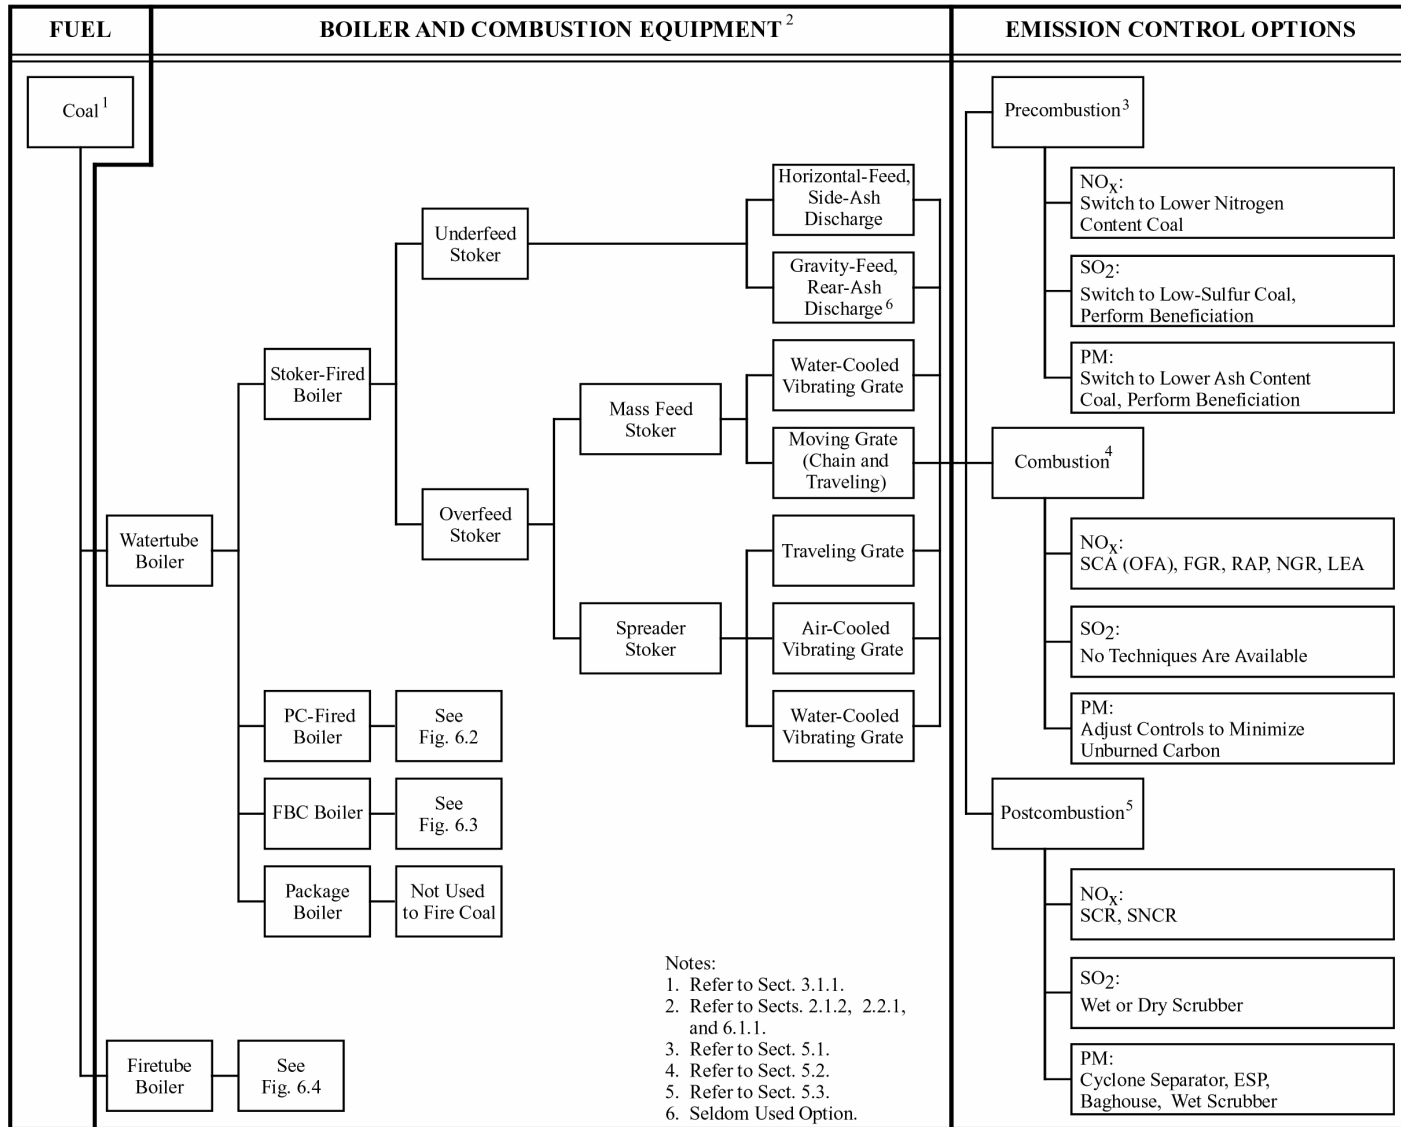 FUEL
BOILER AND COMBUSTION EQUIPMENT 2
EMISSION CONTROL OPTIONS
Coal 1
Watertube
Boiler
Firetube
Boiler
See
Fig. 6.4
Stoker-Fired
Boiler
PC-Fired
Boiler
See
Fig. 6.2
FBC Boiler
See
Fig. 6.3
Package
Boiler
Not Used
to Fire Coal
Underfeed
Stoker
Overfeed
Stoker
Mass Feed
Stoker
Spreader
Stoker
Horizontal-Feed,
Side-Ash
Discharge
Gravity-Feed,
Rear-Ash
Discharge 6
Water-Cooled
Vibrating Grate
Moving Grate
(Chain and
Traveling)
Traveling Grate
Air-Cooled
Vibrating Grate
Water-Cooled
Vibrating Grate
Notes:
1. Refer to Sect. 3.1.1.
2. Refer to Sects. 2.1.2, 2.2.1,
and 6.1.1.
3. Refer to Sect. 5.1.
4. Refer to Sect. 5.2.
5. Refer to Sect. 5.3.
6. Seldom Used Option.
Precombustion 3
NOx:
Switch to Lower Nitrogen
Content Coal
SO2:
Switch to Low-Sulfur Coal,
Perform Beneficiation
PM:
Switch to Lower Ash Content
Coal, Perform Beneficiation
Combustion 4
NOx:
SCA (OFA), FGR, RAP, NGR, LEA
SO2:
No Techniques Are Available
PM:
Adjust Controls to Minimize
Unburned Carbon
Postcombustion 5
NOx:
SCR, SNCR
SO2:
Wet or Dry Scrubber
PM:
Cyclone Separator, ESP,
Baghouse, Wet Scrubber